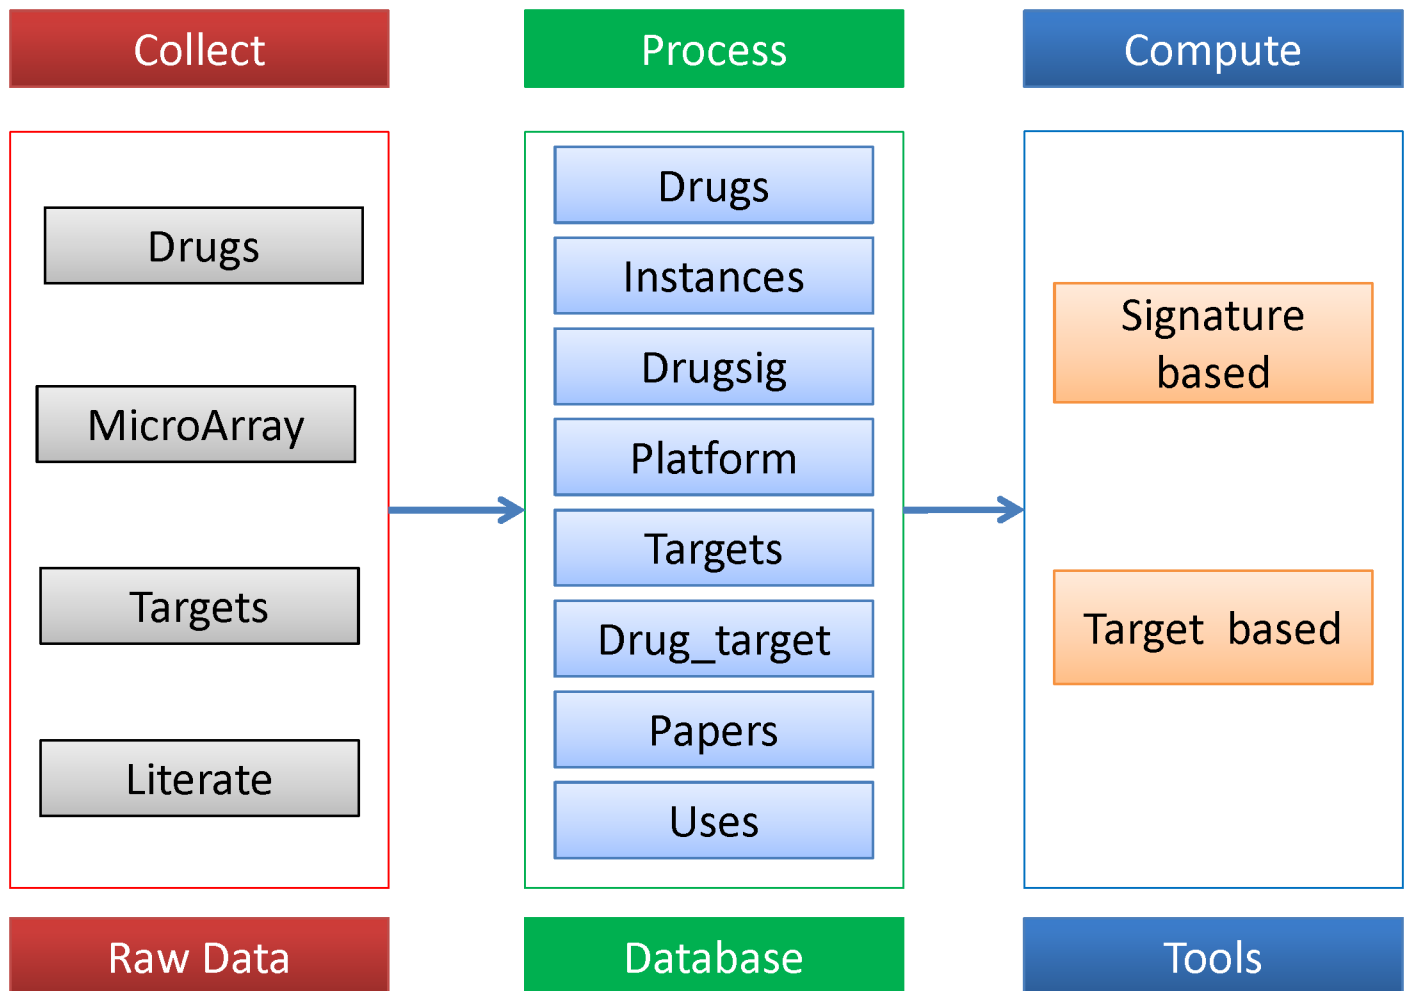 Collect
Process
Compute
Drugs
MicroArray
Targets
Literate
Drugs
Instances
Drugsig
Platform
Targets
Drug_target
Papers
Uses
Signature
based
Target  based
Raw Data
Database
Tools